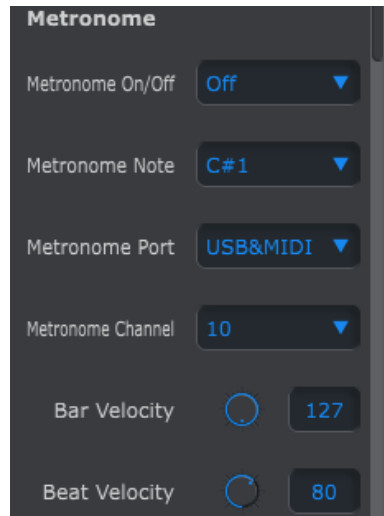 Metronome
Metronome On/Off Off
Metronome Note C#1
Metronome Port USB&MIDI
Metronome Channel 10
Bar Velocity 127
Beat Velocity 80